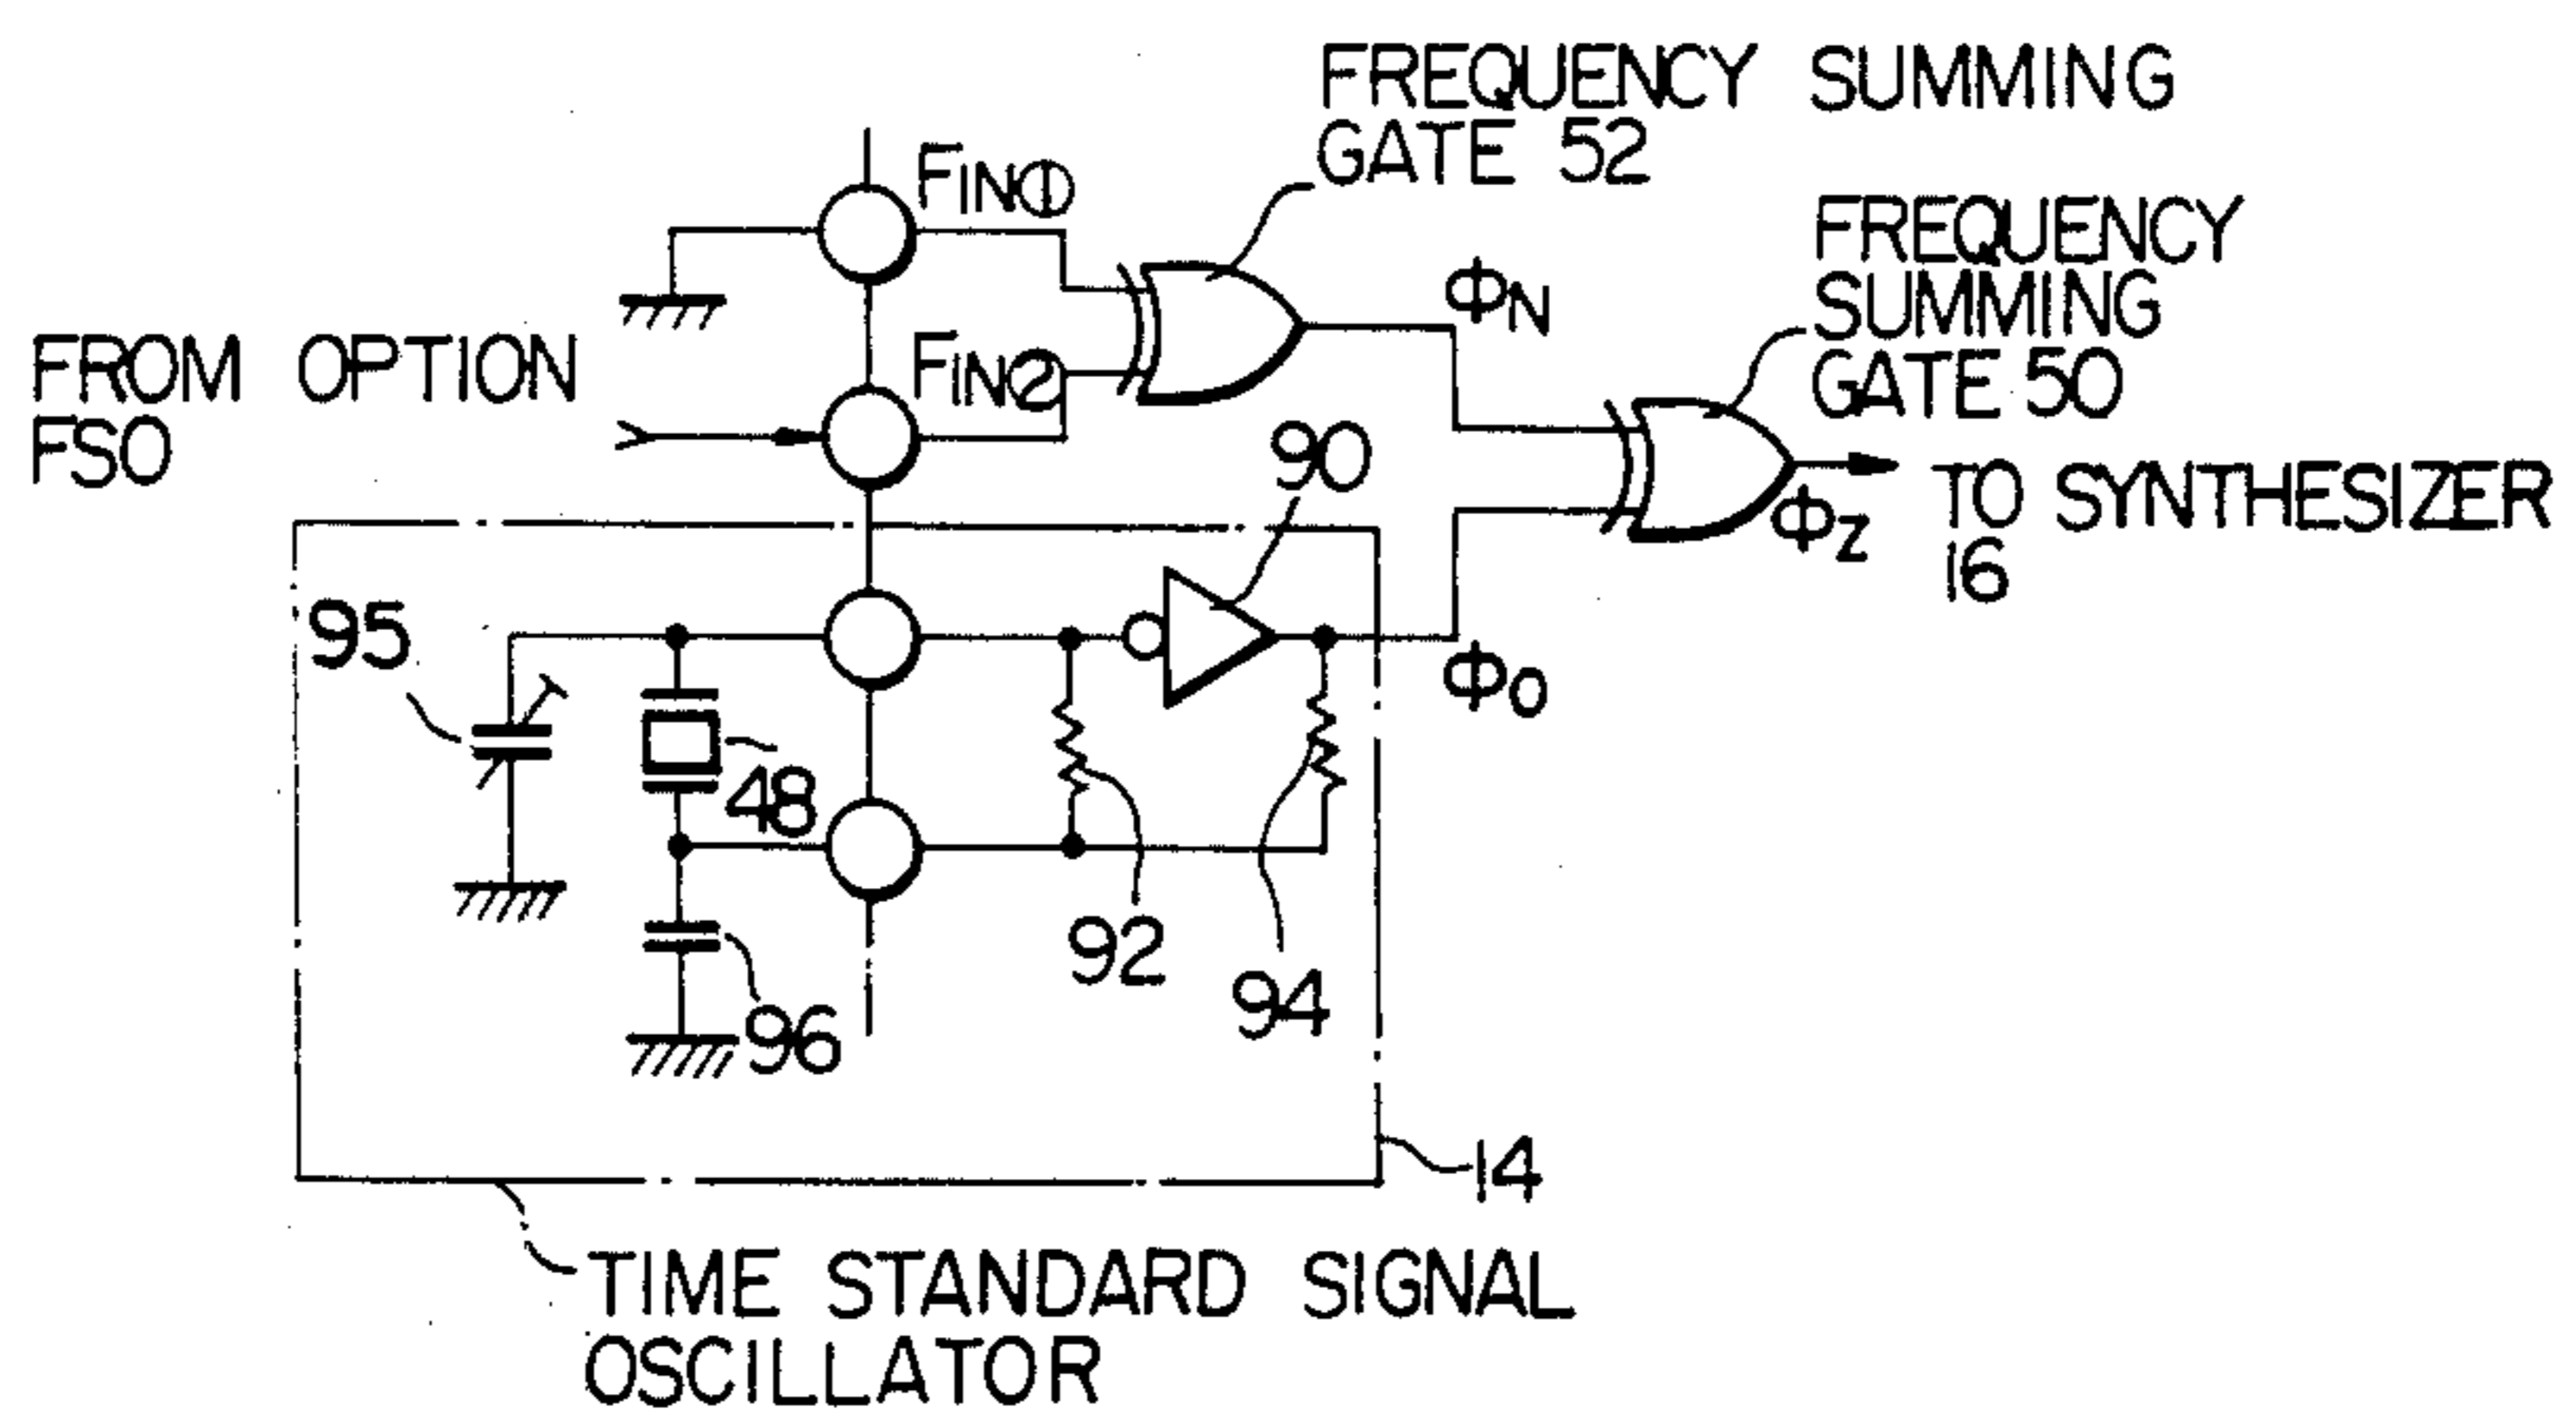 FREQUENCY SUMMING
GATE 52
FIN①
FREQUENCY
SUMMING
GATE 50
ΦN
FROM OPTION
FSO
FIN②
90
TO SYNTHESIZER
16
ΦZ
95
ΦO
48
92
94
96
14
TIME STANDARD SIGNAL
OSCILLATOR